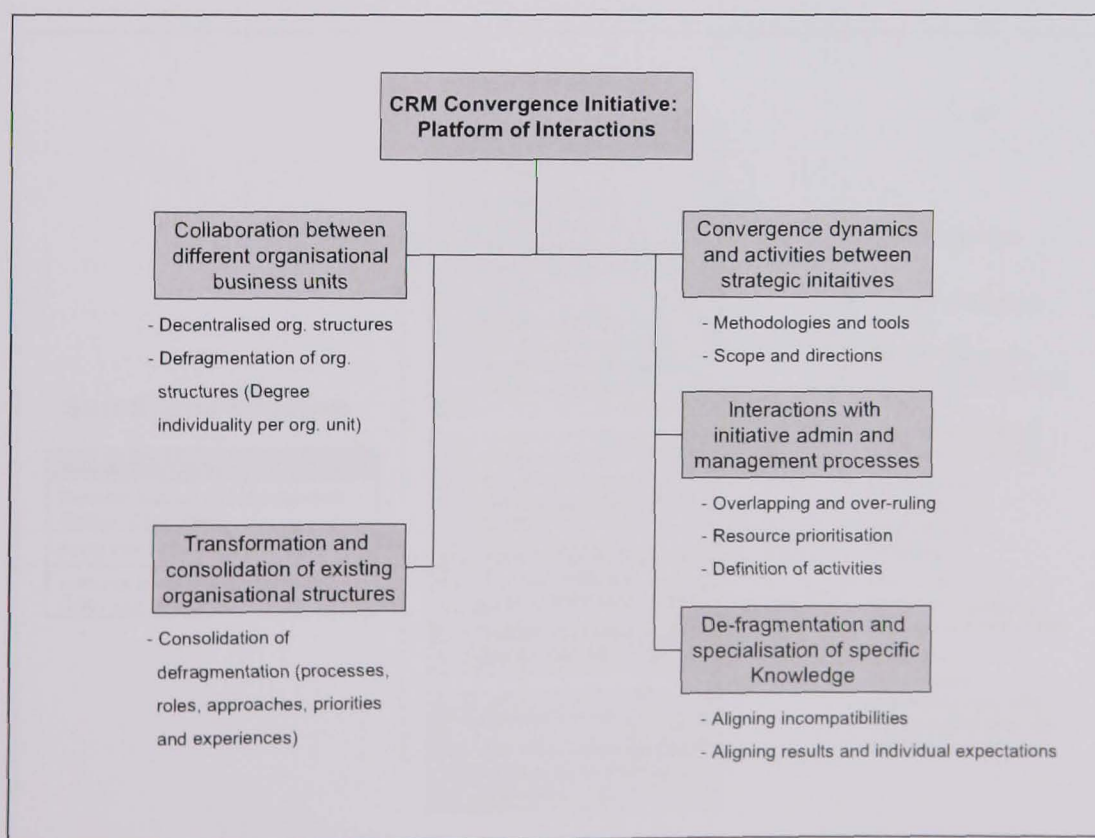 CRM Convergence Initiative:
Platform of Interactions
Collaboration between
different organisational
business units
- Decentralised org. structures
- Defragmentation of org.
structures (Degree
individuality per org. unit)
Transformation and
consolidation of existing
organisational structures
- Consolidation of
defragmentation (processes,
roles, approaches, priorities
and experiences)
Convergence dynamics
and activities between
strategic initaitives
- Methodologies and tools
- Scope and directions
Interactions with
initiative admin and
management processes
- Overlapping and over-ruling
- Resource prioritisation
- Definition of activities
De-fragmentation and
specialisation of specific
Knowledge
- Aligning incompatibilities
- Aligning results and individual expectations